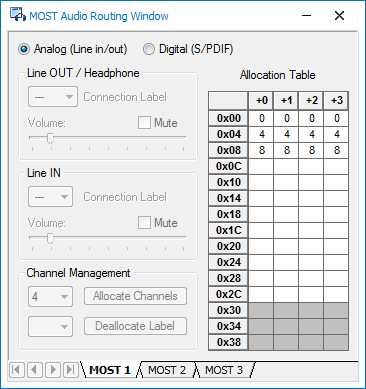 MOST Audio Routing Window
Analog (Line in/out) Digital (S/PDIF)
Line OUT / Headphone
--- Connection Label
Volume: Mute
Line IN
--- Connection Label
Volume: Mute
Channel Management
4 Allocate Channels
Deallocate Label
Allocation Table
+0 +1 +2 +3
0x00 0 0 0 0
0x04 4 4 4 4
0x08 8 8 8 8
0x0C
0x10
0x14
0x18
0x1C
0x20
0x24
0x28
0x2C
0x30
0x34
0x38
MOST 1 MOST 2 MOST 3